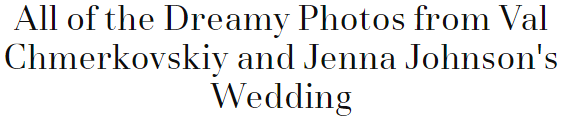 All of the Dreamy Photos from Val
Chmerkovskiy and Jenna Johnson's
Wedding